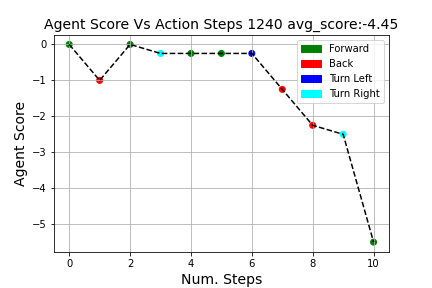 Agent Score Vs Action Steps 1240 avg_score:-4.45
Agent Score
0
−1
−2
−3
−4
−5
Forward
Back
Turn Left
Turn Right
0 2 4 6 8 10
Num. Steps